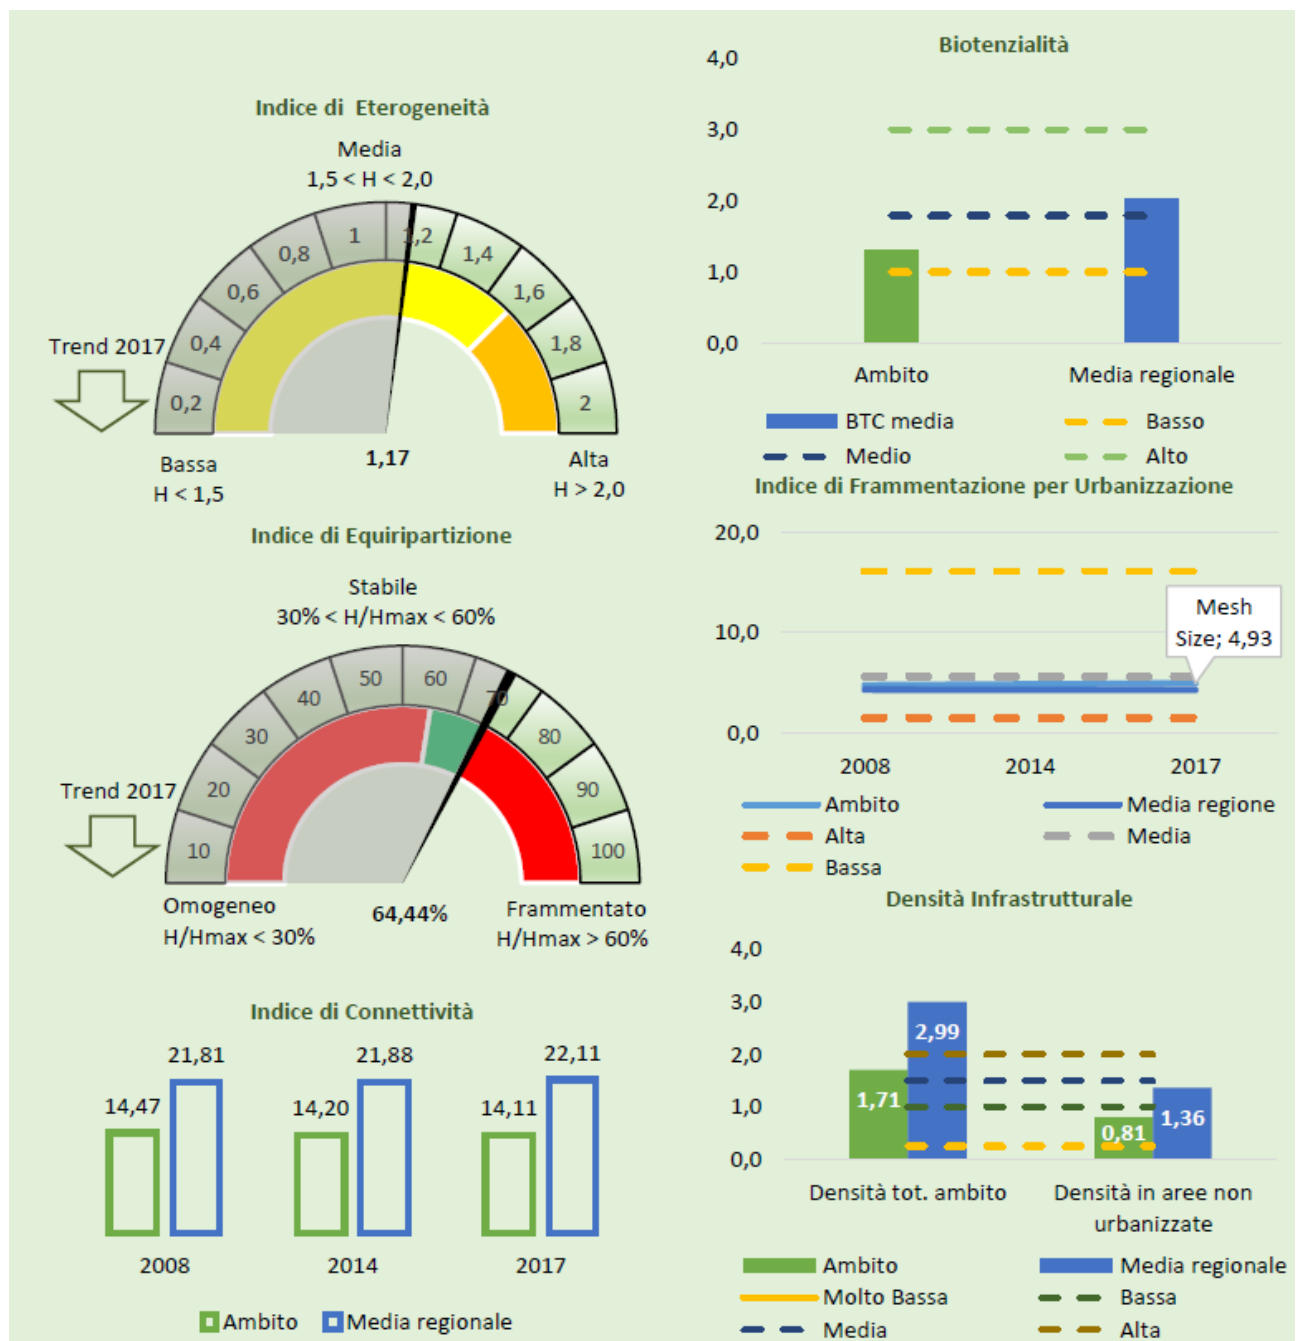 Indice di Eterogeneità
Media
1,5 < H < 2,0
0,2
0,4
0,6
0,8
1
1,2
1,4
1,6
1,8
2
Trend 2017
Bassa
H < 1,5
1,17
Alta
H > 2,0
Indice di Equiripartizione
Stabile
30% < H/Hmax < 60%
10
20
30
40
50
60
70
80
90
100
Trend 2017
Omogeneo
H/Hmax < 30%
64,44%
Frammentato
H/Hmax > 60%
Indice di Connettività
14,47
21,81
14,20
21,88
14,11
22,11
2008
2014
2017
Ambito
Media regionale
Biotenzialità
4,0
3,0
2,0
1,0
0,0
Ambito
Media regionale
BTC media
Basso
Medio
Alto
Indice di Frammentazione per Urbanizzazione
20,0
10,0
0,0
Mesh
Size; 4,93
2008
2014
2017
Ambito
Media regione
Alta
Media
Bassa
Densità Infrastrutturale
4,0
3,0
2,0
1,0
0,0
1,71
2,99
0,81
1,36
Densità tot. ambito
Densità in aree non
urbanizzate
Ambito
Media regionale
Molto Bassa
Bassa
Media
Alta